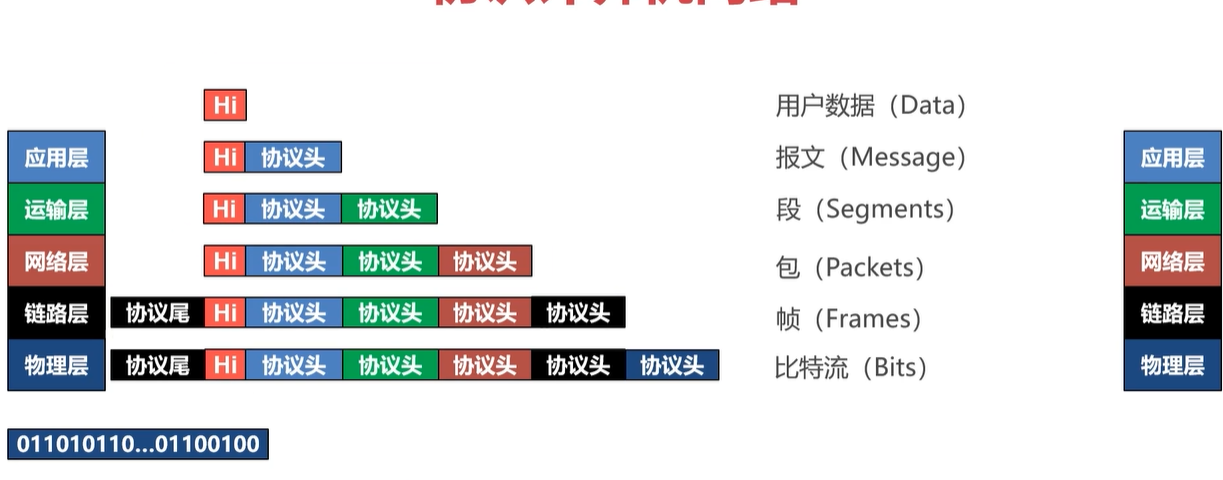 Hi 用户数据（Data）
应用层 Hi 协议头 报文（Message） 应用层
运输层 Hi 协议头 协议头 段（Segments） 运输层
网络层 Hi 协议头 协议头 协议头 包（Packets） 网络层
链路层 协议尾 Hi 协议头 协议头 协议头 协议头 帧（Frames） 链路层
物理层 协议尾 Hi 协议头 协议头 协议头 协议头 协议头 比特流（Bits） 物理层
011010110...01100100